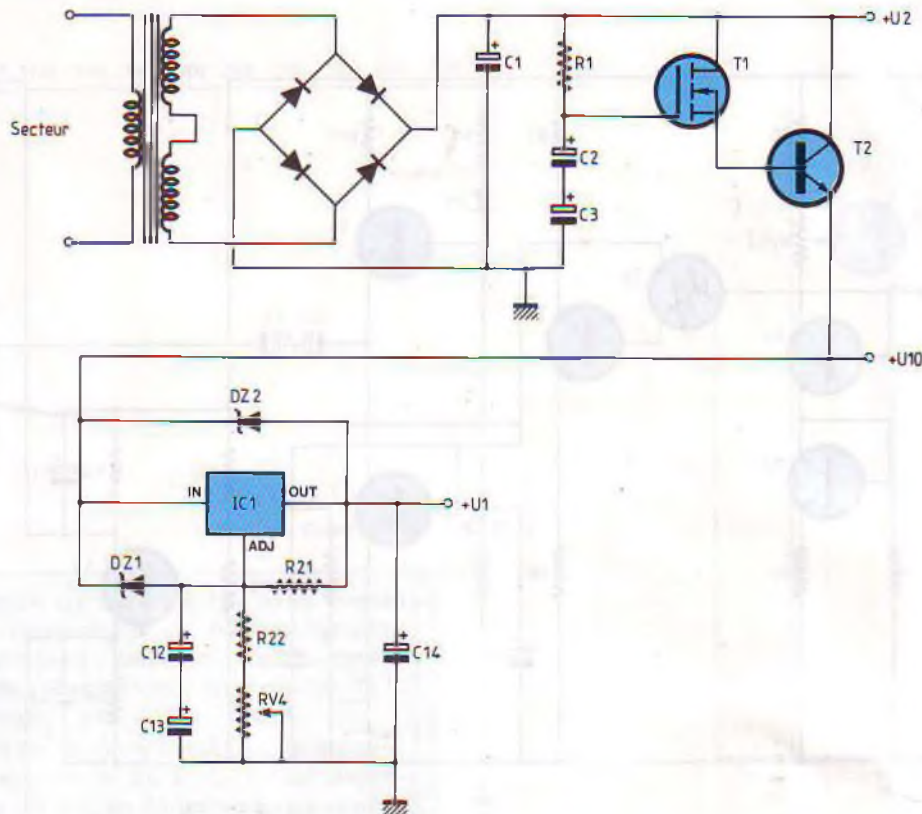 +U2
C1
R1
T1
Secteur
T2
C2
C3
+U10
DZ2
IN
IC1
OUT
+U1
ADJ
DZ1
R21
C12
R22
C14
RV4
C13